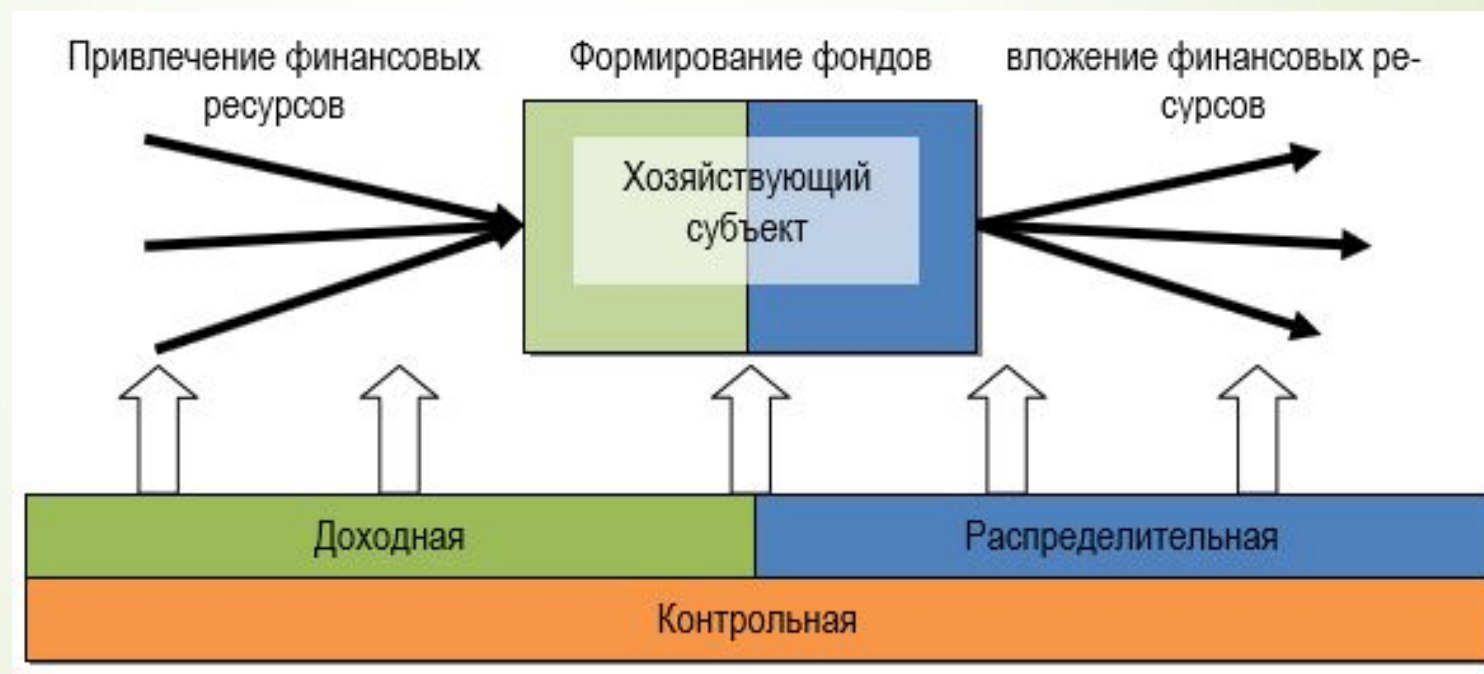 Привлечение финансовых
ресурсов
Формирование фондов
вложение финансовых ре-
сурсов
Хозяйствующий
субъект
Доходная
Распределительная
Контрольная